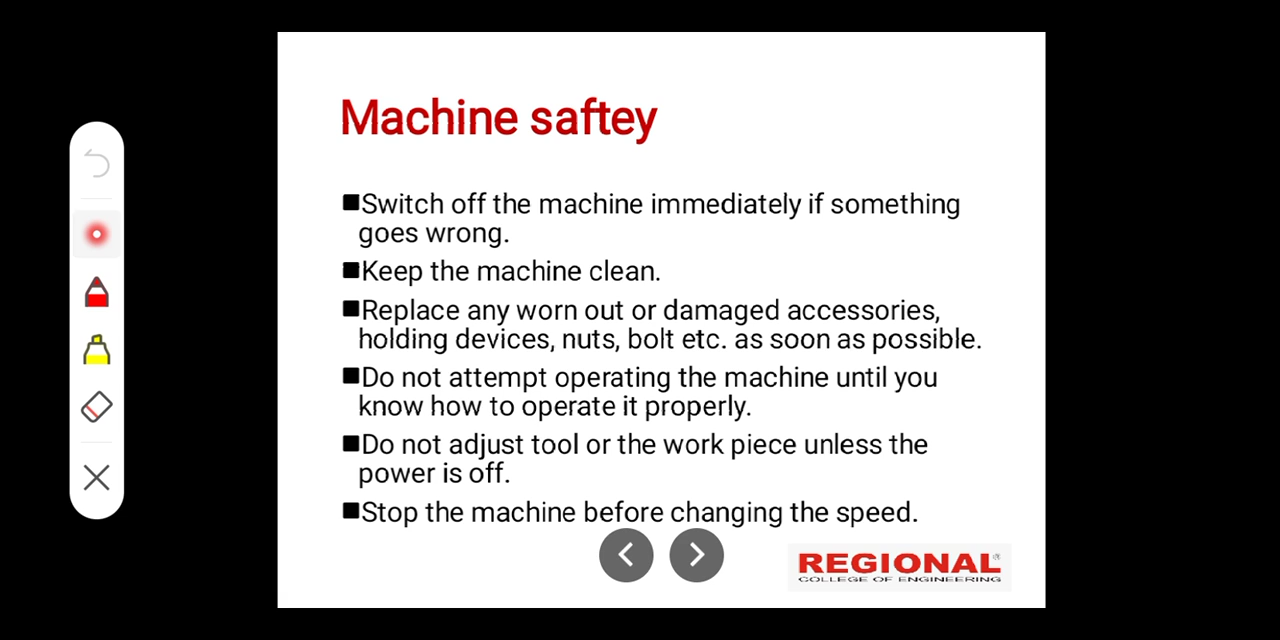 Machine saftey
■Switch off the machine immediately if something
goes wrong.
■Keep the machine clean.
■Replace any worn out or damaged accessories,
holding devices, nuts, bolt etc. as soon as possible.
■Do not attempt operating the machine until you
know how to operate it properly.
■Do not adjust tool or the work piece unless the
power is off.
■Stop the machine before changing the speed.
REGIONAL
COLLEGE OF ENGINEERING